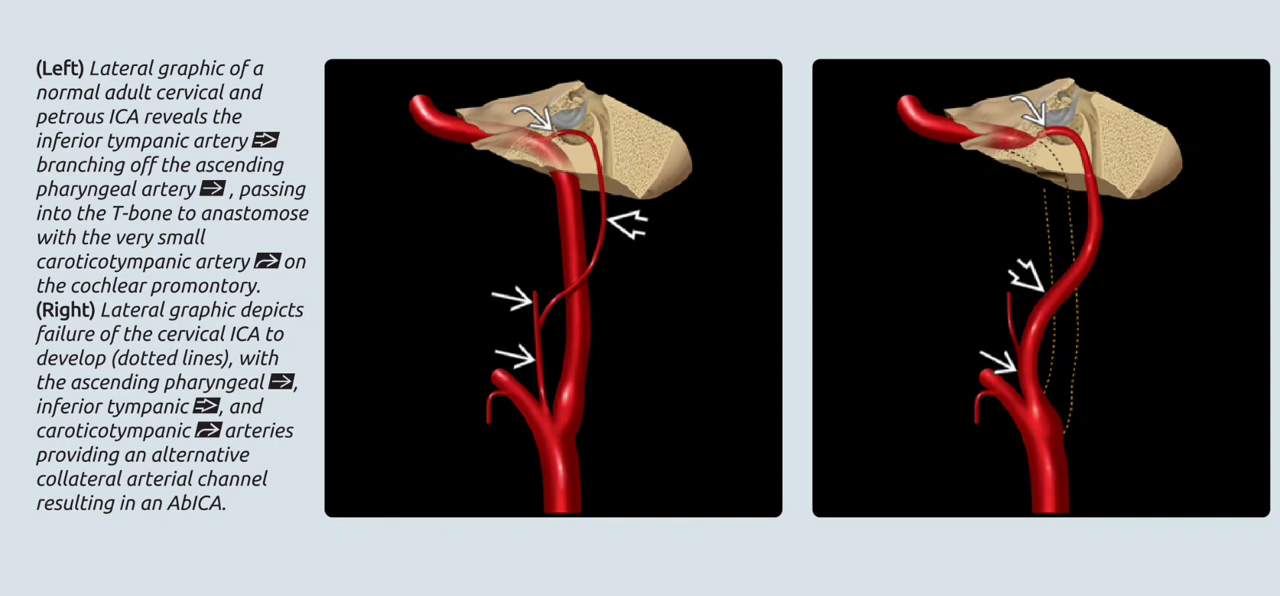 (Left) Lateral graphic of a
normal adult cervical and
petrous ICA reveals the
inferior tympanic artery
branching off the ascending
pharyngeal artery , passing
into the T-bone to anastomose
with the very small
caroticotympanic artery on
the cochlear promontory.
(Right) Lateral graphic depicts
failure of the cervical ICA to
develop (dotted lines), with
the ascending pharyngeal ,
inferior tympanic , and
caroticotympanic arteries
providing an alternative
collateral arterial channel
resulting in an AbICA.